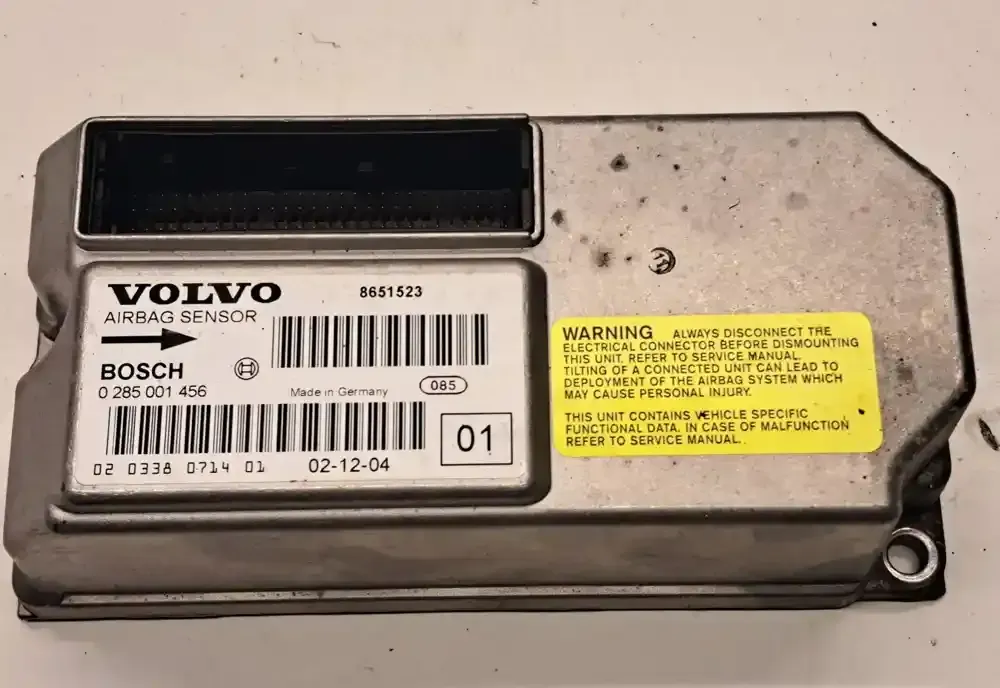 VOLVO 8651523
AIRBAG SENSOR
BOSCH
0 285 001 456
Made in Germany 085
01
02 0338 0714 01 02-12-04
WARNING ALWAYS DISCONNECT THE
ELECTRICAL CONNECTOR BEFORE DISMOUNTING
THIS UNIT. REFER TO SERVICE MANUAL.
TILTING OF A CONNECTED UNIT CAN LEAD TO
DEPLOYMENT OF THE AIRBAG SYSTEM WHICH
MAY CAUSE PERSONAL INJURY.
THIS UNIT CONTAINS VEHICLE SPECIFIC
FUNCTIONAL DATA. IN CASE OF MALFUNCTION
REFER TO SERVICE MANUAL.